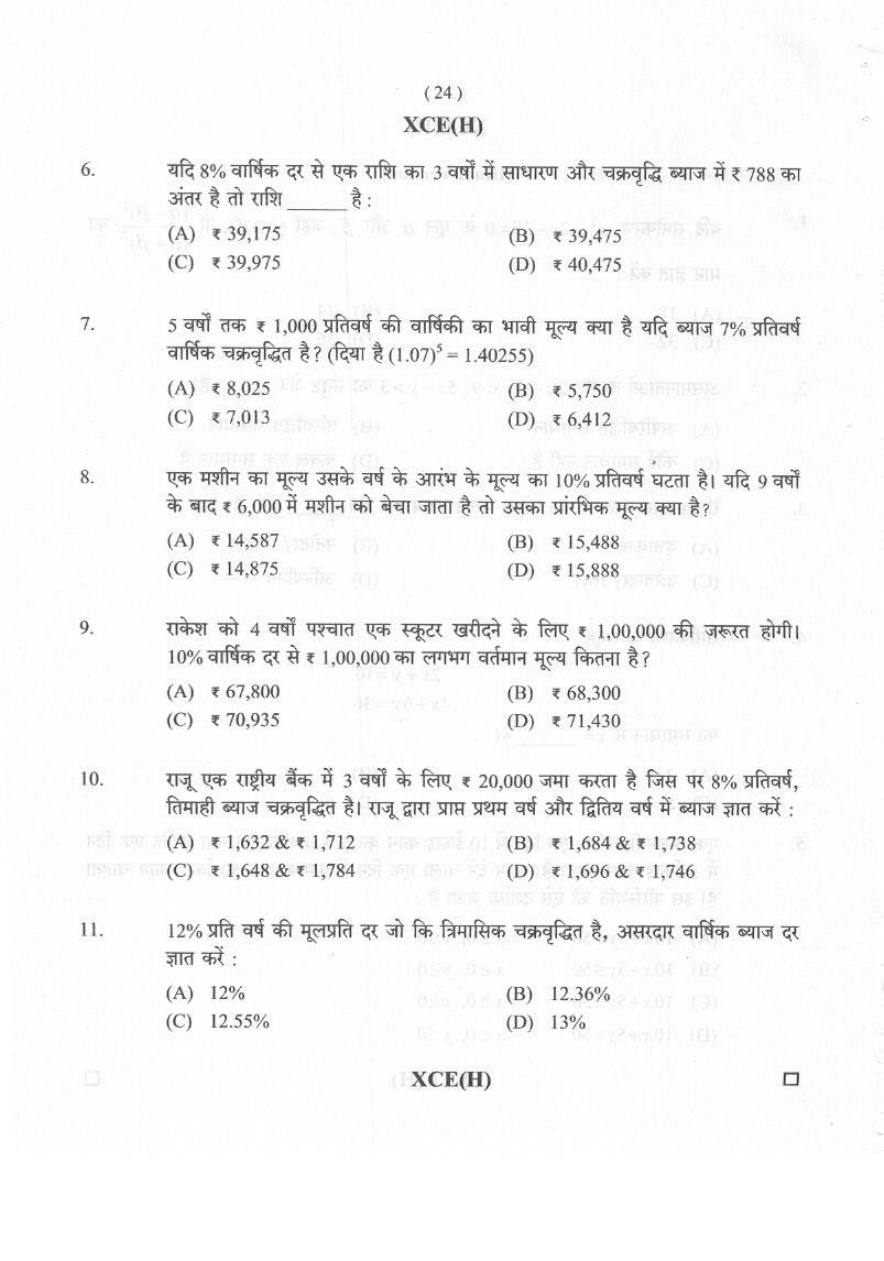 ( 24 )
XCE(H)
6. यदि 8% वार्षिक दर से एक राशि का 3 वर्षों में साधारण और चक्रवृद्धि ब्याज में ₹ 788 का
अंतर है तो राशि ______ है :
(A) ₹ 39,175 (B) ₹ 39,475
(C) ₹ 39,975 (D) ₹ 40,475
7. 5 वर्षों तक ₹ 1,000 प्रतिवर्ष की वार्षिकी का भावी मूल्य क्या है यदि ब्याज 7% प्रतिवर्ष
वार्षिक चक्रवृद्धित है? (दिया है (1.07)⁵ = 1.40255)
(A) ₹ 8,025 (B) ₹ 5,750
(C) ₹ 7,013 (D) ₹ 6,412
8. एक मशीन का मूल्य उसके वर्ष के आरंभ के मूल्य का 10% प्रतिवर्ष घटता है। यदि 9 वर्षों
के बाद ₹ 6,000 में मशीन को बेचा जाता है तो उसका प्रांरभिक मूल्य क्या है?
(A) ₹ 14,587 (B) ₹ 15,488
(C) ₹ 14,875 (D) ₹ 15,888
9. राकेश को 4 वर्षों पश्चात एक स्कूटर खरीदने के लिए ₹ 1,00,000 की जरूरत होगी।
10% वार्षिक दर से ₹ 1,00,000 का लगभग वर्तमान मूल्य कितना है?
(A) ₹ 67,800 (B) ₹ 68,300
(C) ₹ 70,935 (D) ₹ 71,430
10. राजू एक राष्ट्रीय बैंक में 3 वर्षों के लिए ₹ 20,000 जमा करता है जिस पर 8% प्रतिवर्ष,
तिमाही ब्याज चक्रवृद्धित है। राजू द्वारा प्राप्त प्रथम वर्ष और द्वितिय वर्ष में ब्याज ज्ञात करें :
(A) ₹ 1,632 & ₹ 1,712 (B) ₹ 1,684 & ₹ 1,738
(C) ₹ 1,648 & ₹ 1,784 (D) ₹ 1,696 & ₹ 1,746
11. 12% प्रति वर्ष की मूलप्रति दर जो कि त्रिमासिक चक्रवृद्धित है, असरदार वार्षिक ब्याज दर
ज्ञात करें :
(A) 12% (B) 12.36%
(C) 12.55% (D) 13%
XCE(H)